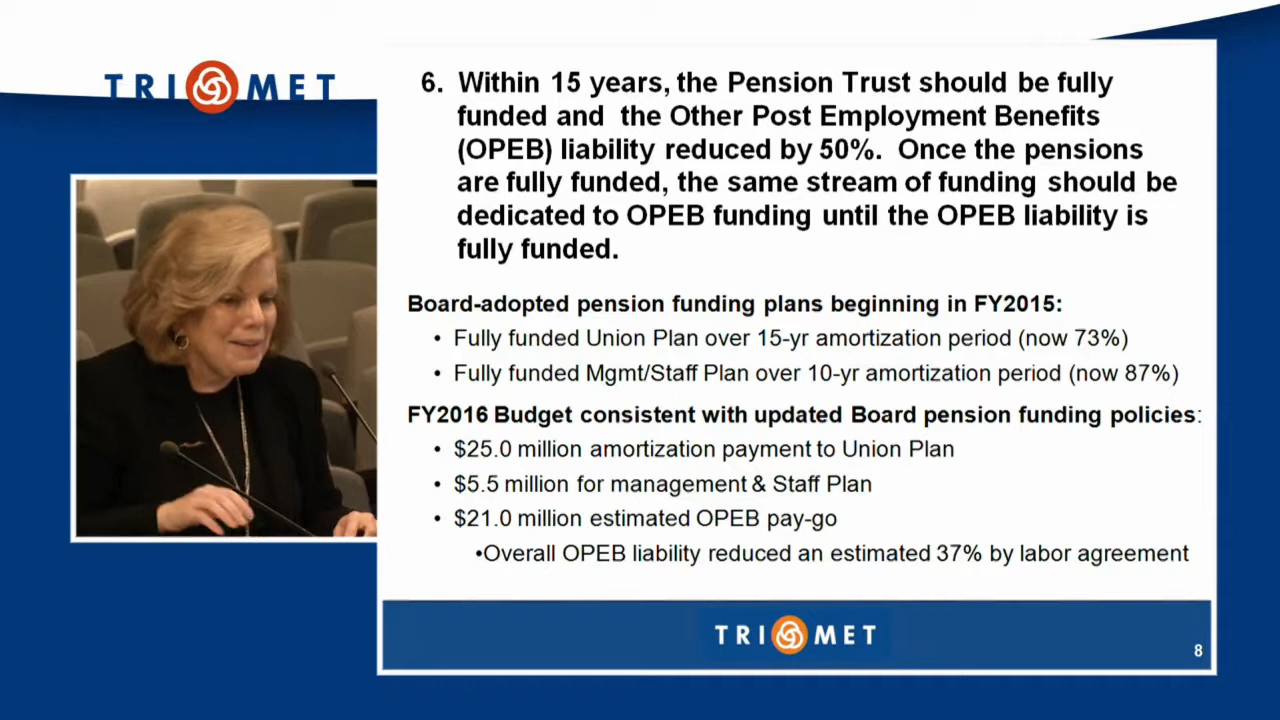 TRI MET
6. Within 15 years, the Pension Trust should be fully
funded and the Other Post Employment Benefits
(OPEB) liability reduced by 50%. Once the pensions
are fully funded, the same stream of funding should be
dedicated to OPEB funding until the OPEB liability is
fully funded.
Board-adopted pension funding plans beginning in FY2015:
• Fully funded Union Plan over 15-yr amortization period (now 73%)
• Fully funded Mgmt/Staff Plan over 10-yr amortization period (now 87%)
FY2016 Budget consistent with updated Board pension funding policies:
• $25.0 million amortization payment to Union Plan
• $5.5 million for management & Staff Plan
• $21.0 million estimated OPEB pay-go
•Overall OPEB liability reduced an estimated 37% by labor agreement
TRI MET
8